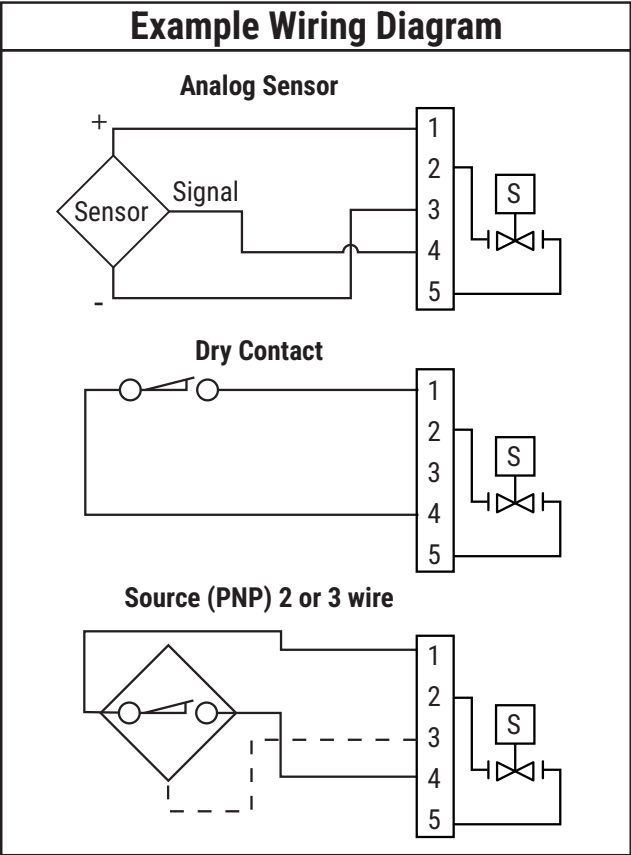 Example Wiring Diagram
Analog Sensor
+
1
2
S
Signal
Sensor
3
4
5
-
Dry Contact
1
2
S
3
4
5
Source (PNP) 2 or 3 wire
1
2
S
3
4
5